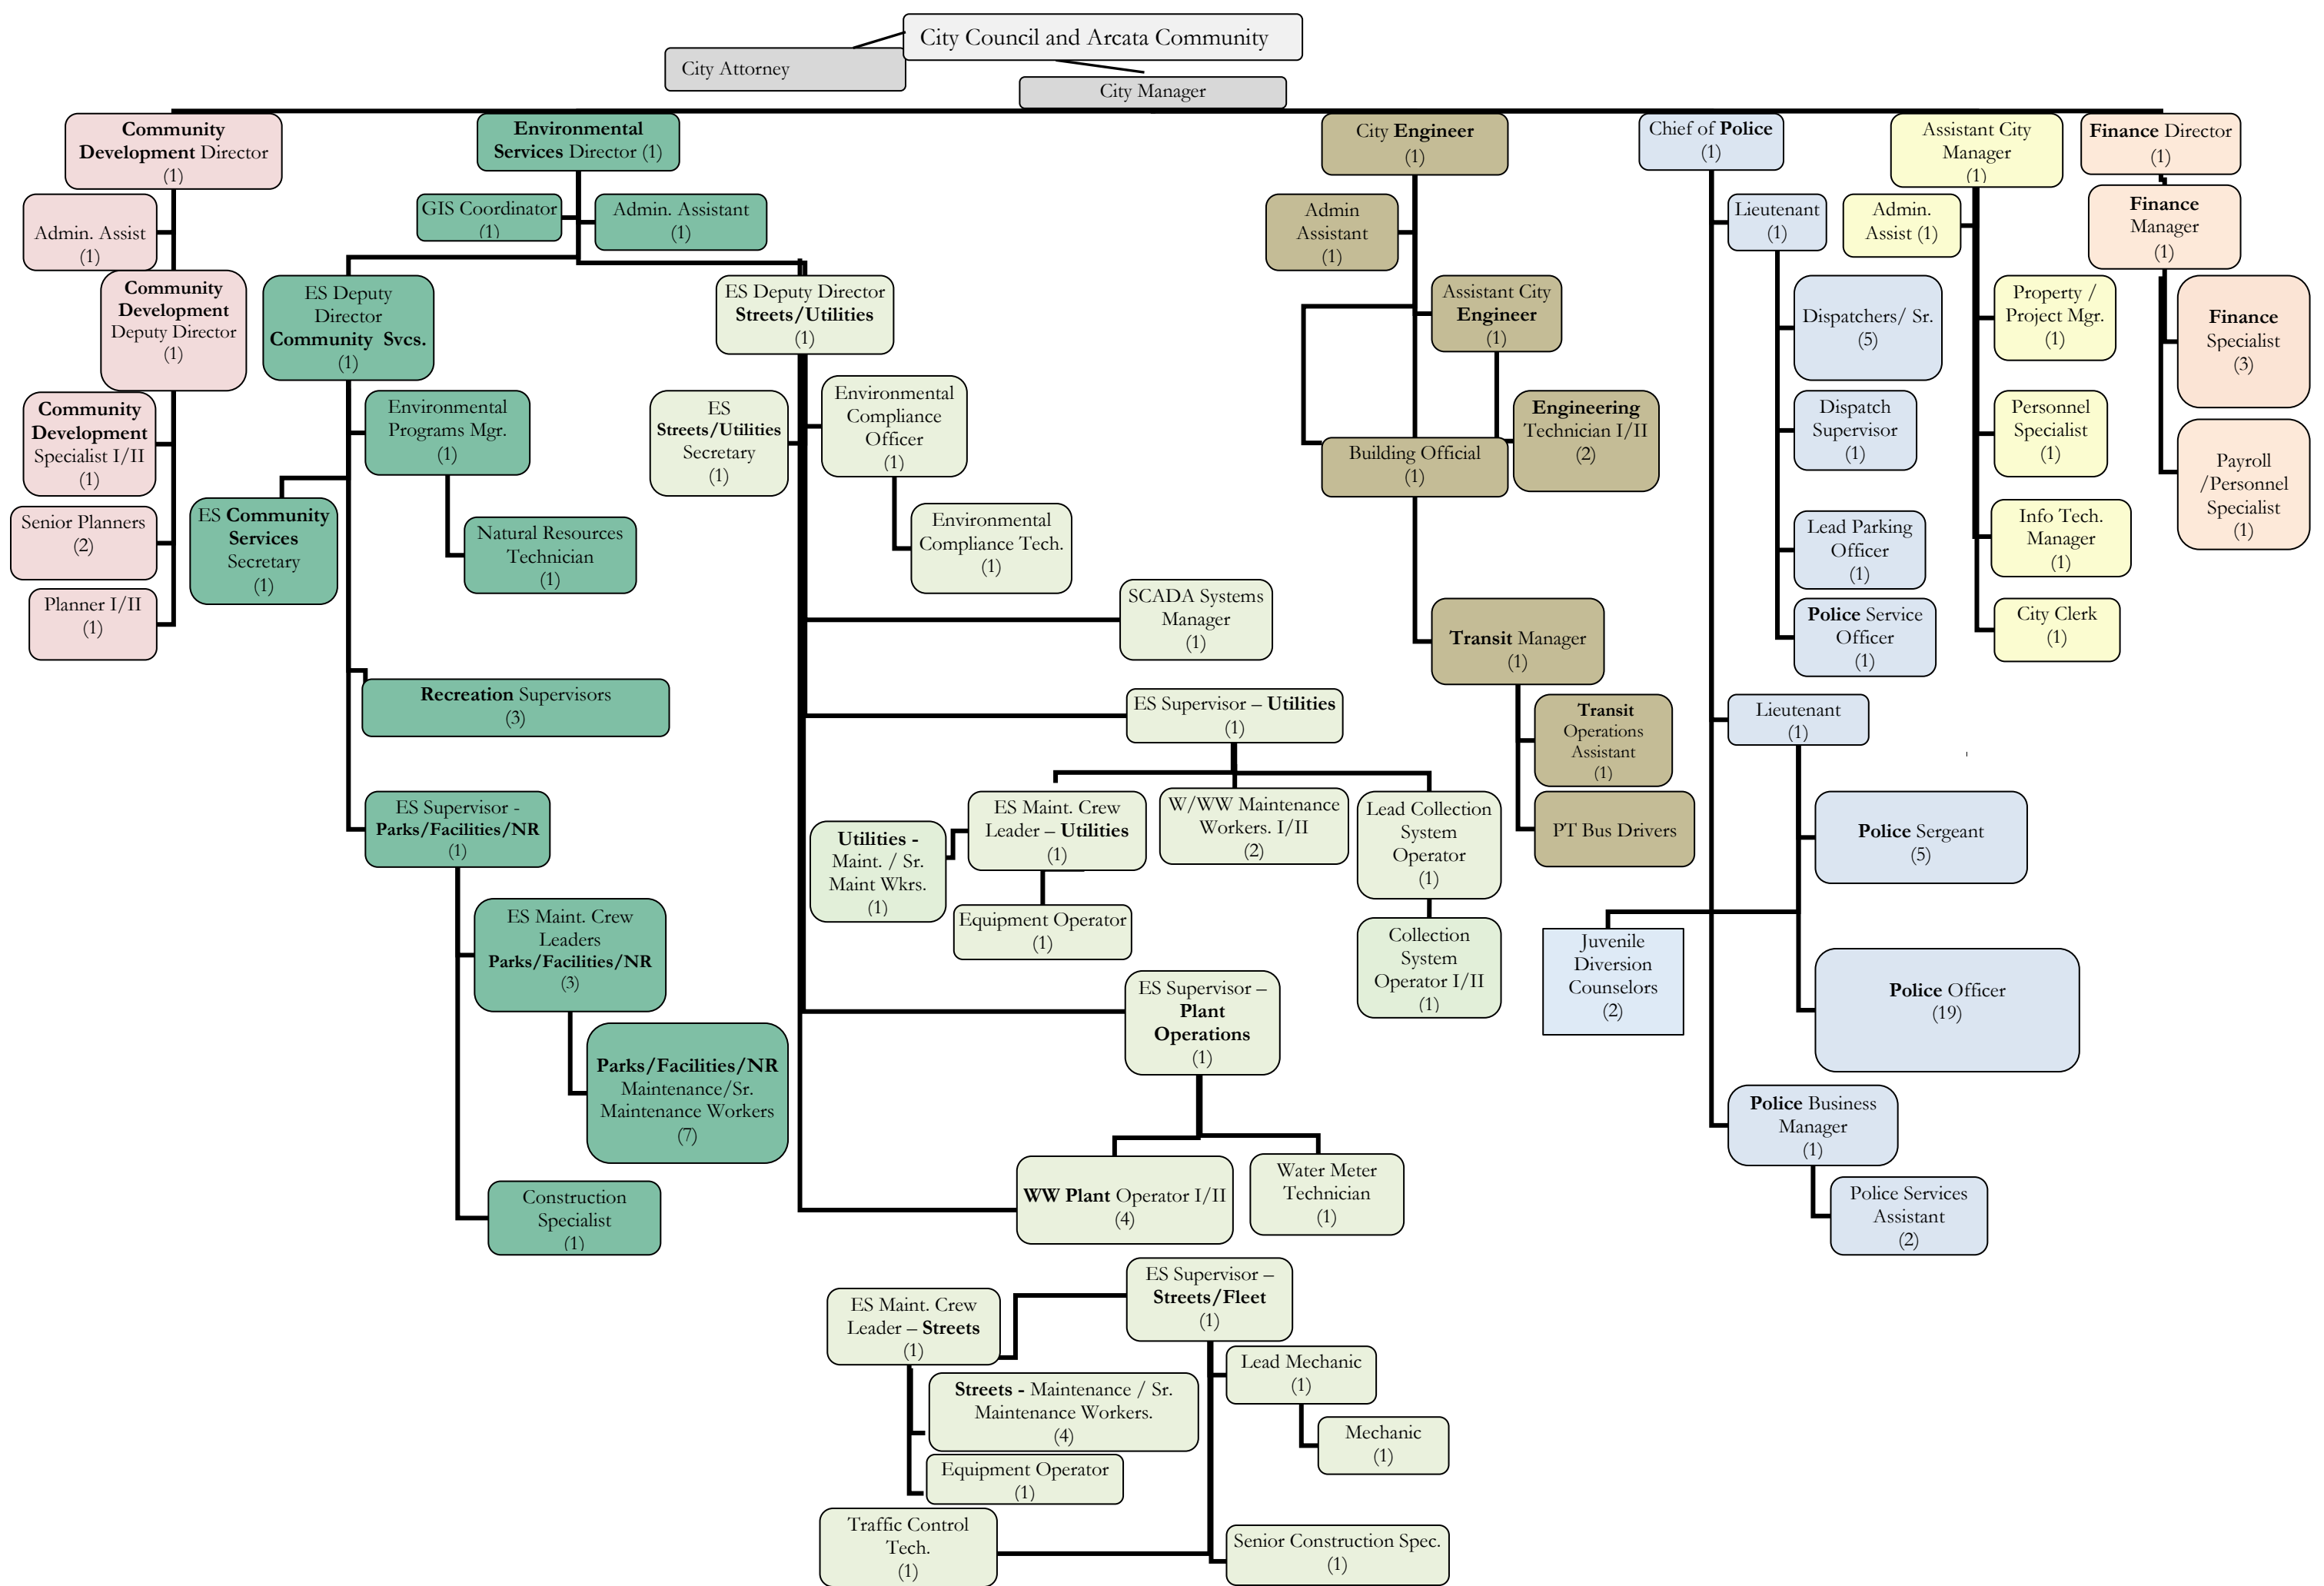 City Council and Arcata Community
City Attorney
City Manager
Community
Development Director
(1)
Environmental
Services Director (1)
City Engineer
(1)
Chief of Police
(1)
Assistant City
Manager
(1)
Finance Director
(1)
Admin. Assist
(1)
Community
Development
Deputy Director
(1)
Community
Development
Specialist I/II
(1)
Senior Planners
(2)
Planner I/II
(1)
GIS Coordinator
(1)
Admin. Assistant
(1)
ES Deputy
Director
Community Svcs.
(1)
Environmental
Programs Mgr.
(1)
ES Community
Services
Secretary
(1)
Natural Resources
Technician
(1)
Recreation Supervisors
(3)
ES Supervisor -
Parks/Facilities/NR
(1)
ES Maint. Crew
Leaders
Parks/Facilities/NR
(3)
Parks/Facilities/NR
Maintenance/Sr.
Maintenance Workers
(7)
Construction
Specialist
(1)
ES Deputy Director
Streets/Utilities
(1)
ES
Streets/Utilities
Secretary
(1)
Environmental
Compliance
Officer
(1)
Environmental
Compliance Tech.
(1)
SCADA Systems
Manager
(1)
ES Supervisor – Utilities
(1)
Utilities -
Maint. / Sr.
Maint Wkrs.
(1)
ES Maint. Crew
Leader – Utilities
(1)
Equipment Operator
(1)
W/WW Maintenance
Workers. I/II
(2)
Lead Collection
System
Operator
(1)
Collection
System
Operator I/II
(1)
ES Supervisor –
Plant
Operations
(1)
WW Plant Operator I/II
(4)
Water Meter
Technician
(1)
ES Supervisor –
Streets/Fleet
(1)
ES Maint. Crew
Leader – Streets
(1)
Streets - Maintenance / Sr.
Maintenance Workers.
(4)
Equipment Operator
(1)
Traffic Control
Tech.
(1)
Lead Mechanic
(1)
Mechanic
(1)
Senior Construction Spec.
(1)
Admin
Assistant
(1)
Assistant City
Engineer
(1)
Engineering
Technician I/II
(2)
Building Official
(1)
Transit Manager
(1)
Transit
Operations
Assistant
(1)
PT Bus Drivers
Lieutenant
(1)
Dispatchers/ Sr.
(5)
Dispatch
Supervisor
(1)
Lead Parking
Officer
(1)
Police Service
Officer
(1)
Lieutenant
(1)
Police Sergeant
(5)
Juvenile
Diversion
Counselors
(2)
Police Officer
(19)
Police Business
Manager
(1)
Police Services
Assistant
(2)
Admin.
Assist (1)
Property /
Project Mgr.
(1)
Personnel
Specialist
(1)
Info Tech.
Manager
(1)
City Clerk
(1)
Finance
Manager
(1)
Finance
Specialist
(3)
Payroll
/Personnel
Specialist
(1)